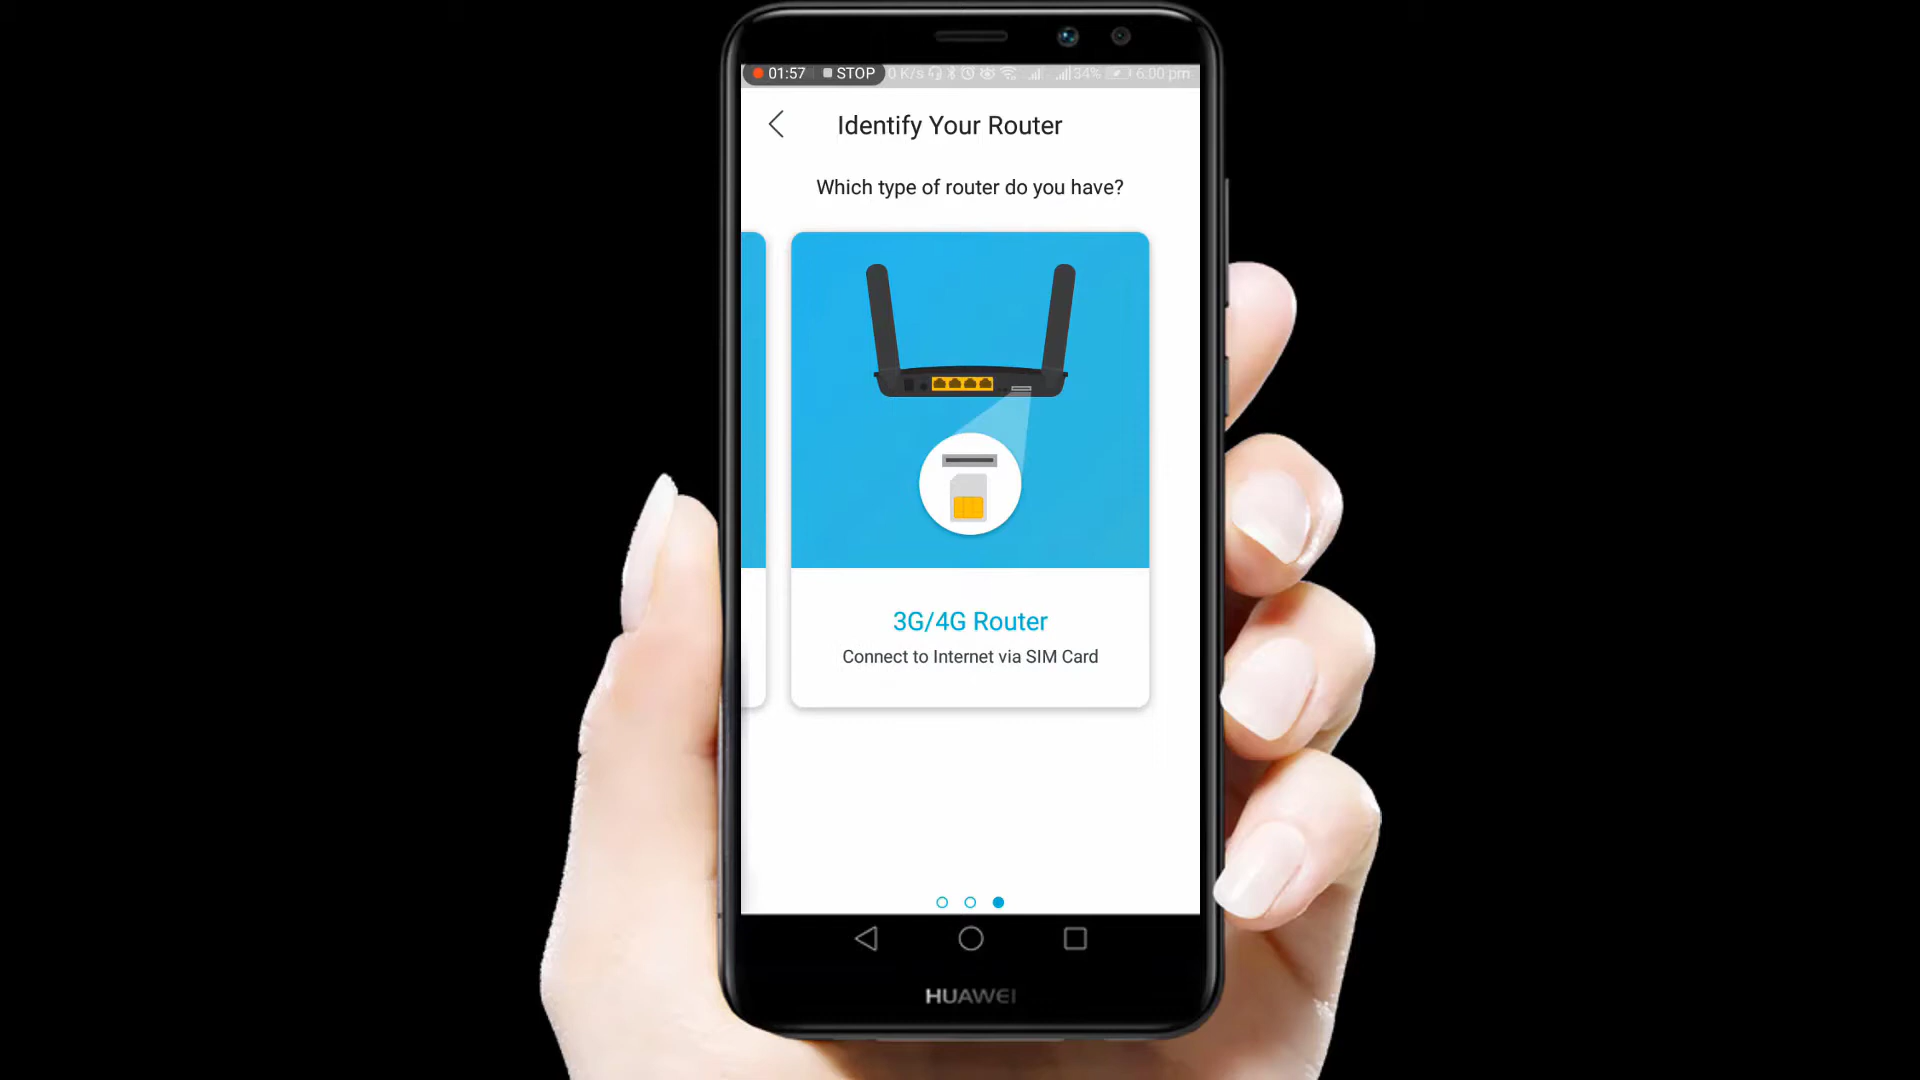 01:57 STOP 0 K/s 34% 6:00 pm
Identify Your Router
Which type of router do you have?
3G/4G Router
Connect to Internet via SIM Card
HUAWEI